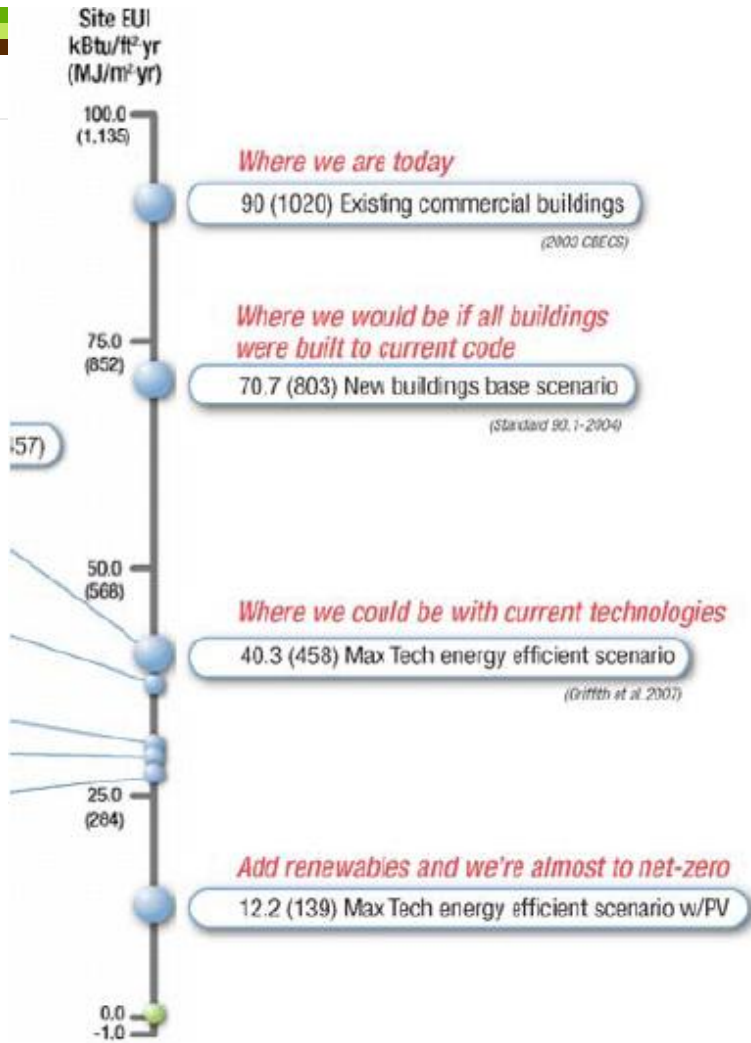 Site EUI
kBtu/ft²·yr
(MJ/m²·yr)
100.0
(1,135)
Where we are today
90 (1020) Existing commercial buildings
(2003 CBECS)
Where we would be if all buildings
were built to current code
75.0
(852)
70.7 (803) New buildings base scenario
(Standard 90.1-2004)
457)
50.0
(568)
Where we could be with current technologies
40.3 (458) Max Tech energy efficient scenario
(Griffith et al. 2007)
25.0
(284)
Add renewables and we're almost to net-zero
12.2 (139) Max Tech energy efficient scenario w/PV
0.0
-1.0